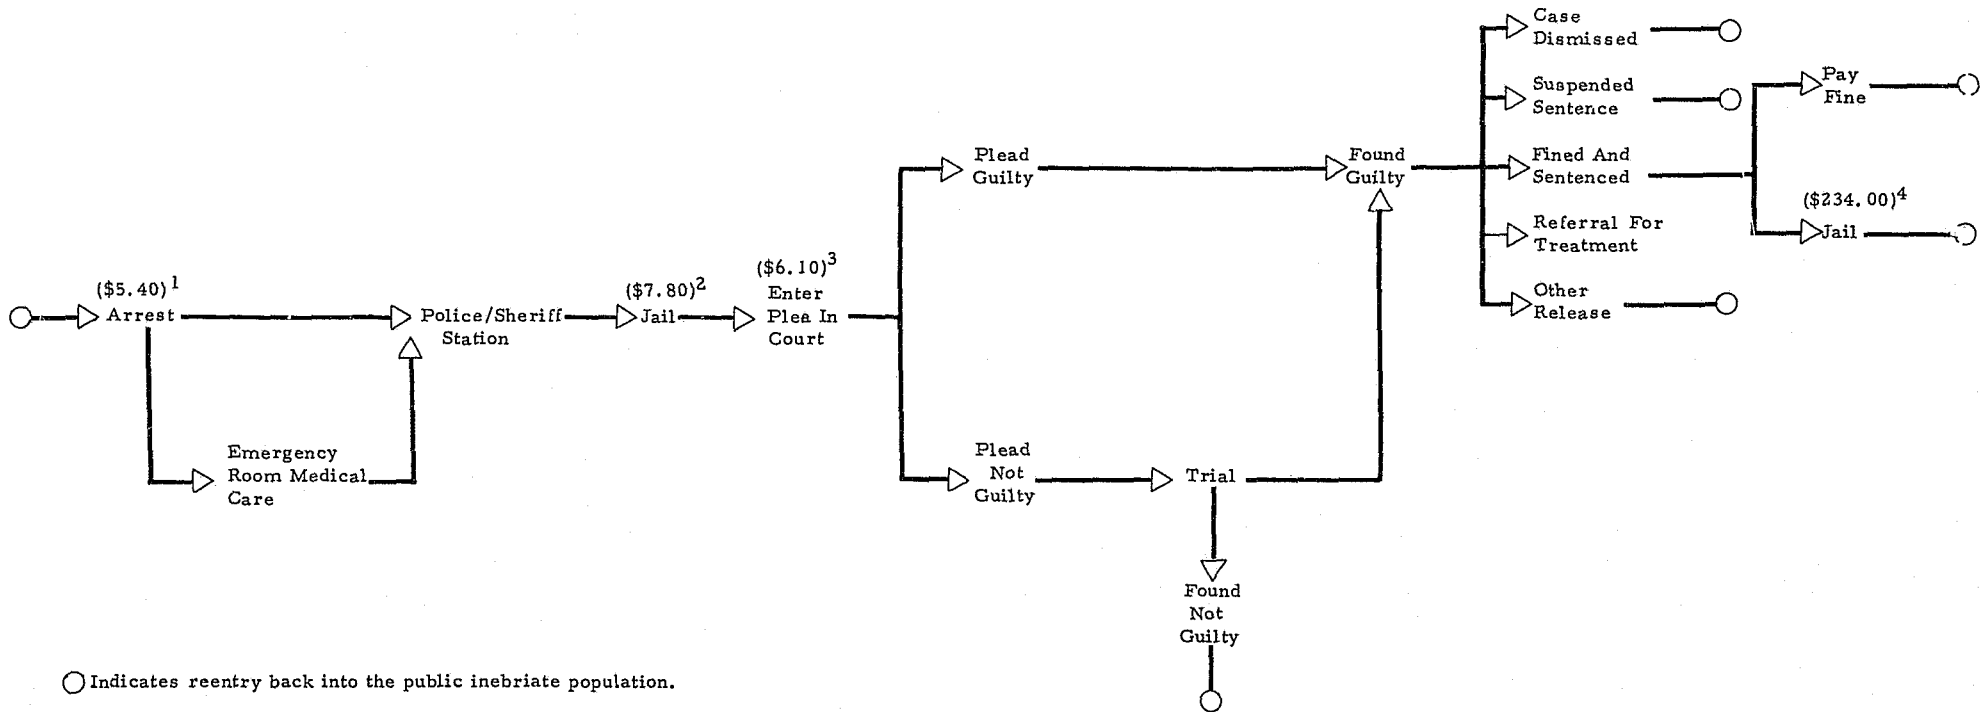 ($5.40)1
Arrest
Emergency
Room Medical
Care
Police/Sheriff
Station
($7.80)2
Jail
($6.10)3
Enter
Plea In
Court
Plead
Guilty
Plead
Not
Guilty
Trial
Found
Not
Guilty
Found
Guilty
Case
Dismissed
Suspended
Sentence
Fined And
Sentenced
Referral For
Treatment
Other
Release
Pay
Fine
($234.00)4
Jail
Indicates reentry back into the public inebriate population.